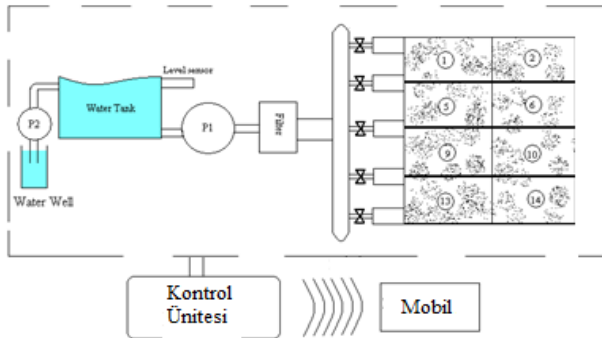 Level sensor
Water Tank
P2
P1
Filter
Water Well
1
2
5
6
9
10
13
14
Kontrol
Ünitesi
Mobil